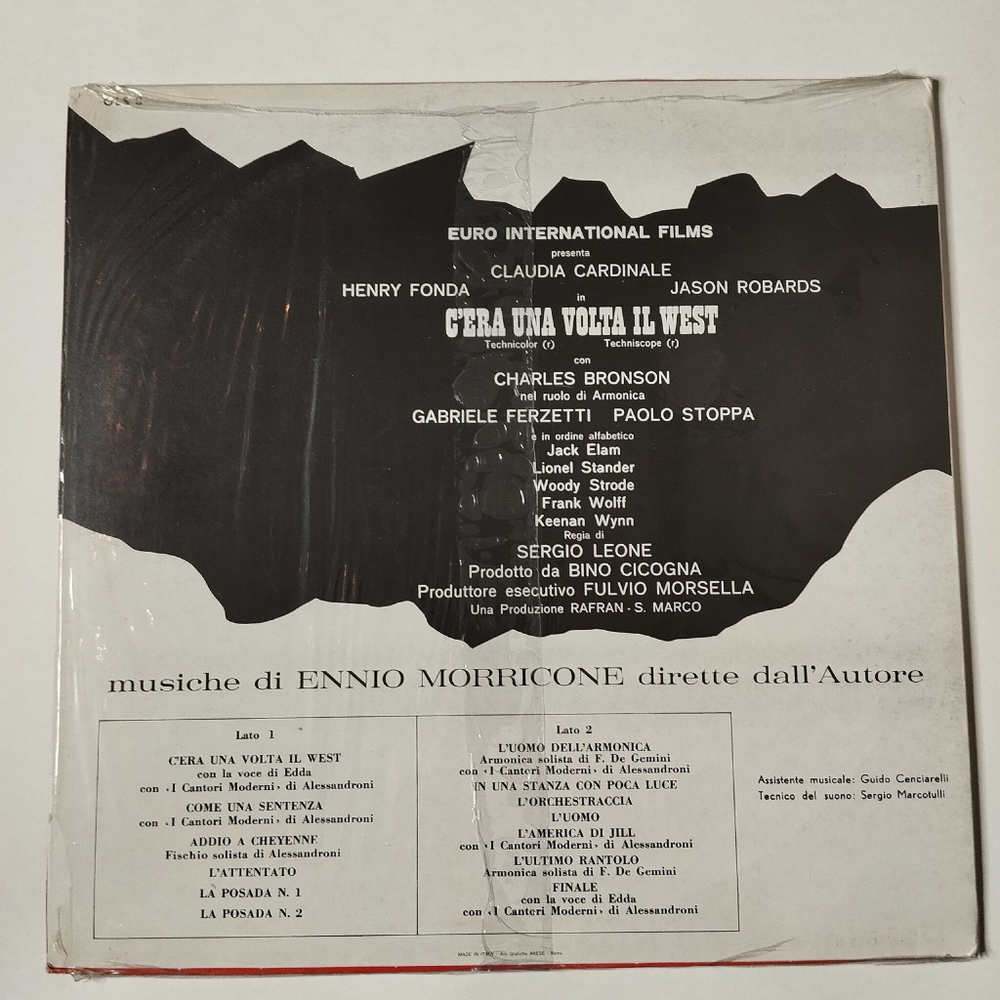 EURO INTERNATIONAL FILMS
presenta
CLAUDIA CARDINALE
HENRY FONDA
JASON ROBARDS
in
C'ERA UNA VOLTA IL WEST
Technicolor (r)
Techniscope (r)
con
CHARLES BRONSON
nel ruolo di Armonica
GABRIELE FERZETTI PAOLO STOPPA
e in ordine alfabetico
Jack Elam
Lionel Stander
Woody Strode
Frank Wolff
Keenan Wynn
Regia di
SERGIO LEONE
Prodotto da BINO CICOGNA
Produttore esecutivo FULVIO MORSELLA
Una Produzione RAFRAN - S. MARCO
musiche di ENNIO MORRICONE dirette dall'Autore
Lato 1
C'ERA UNA VOLTA IL WEST
con la voce di Edda
con «I Cantori Moderni» di Alessandroni
COME UNA SENTENZA
con «I Cantori Moderni» di Alessandroni
ADDIO A CHEYENNE
Fischio solista di Alessandroni
L'ATTENTATO
LA POSADA N. 1
LA POSADA N. 2
Lato 2
L'UOMO DELL'ARMONICA
Armonica solista di F. De Gemini
con «I Cantori Moderni» di Alessandroni
IN UNA STANZA CON POCA LUCE
L'ORCHESTRACCIA
L'UOMO
L'AMERICA DI JILL
con «I Cantori Moderni» di Alessandroni
L'ULTIMO RANTOLO
Armonica solista di F. De Gemini
FINALE
con la voce di Edda
con «I Cantori Moderni» di Alessandroni
Assistente musicale: Guido Cenciarelli
Tecnico del suono: Sergio Marcotulli
MADE IN ITALY - Arti Grafiche ARESE - Roma